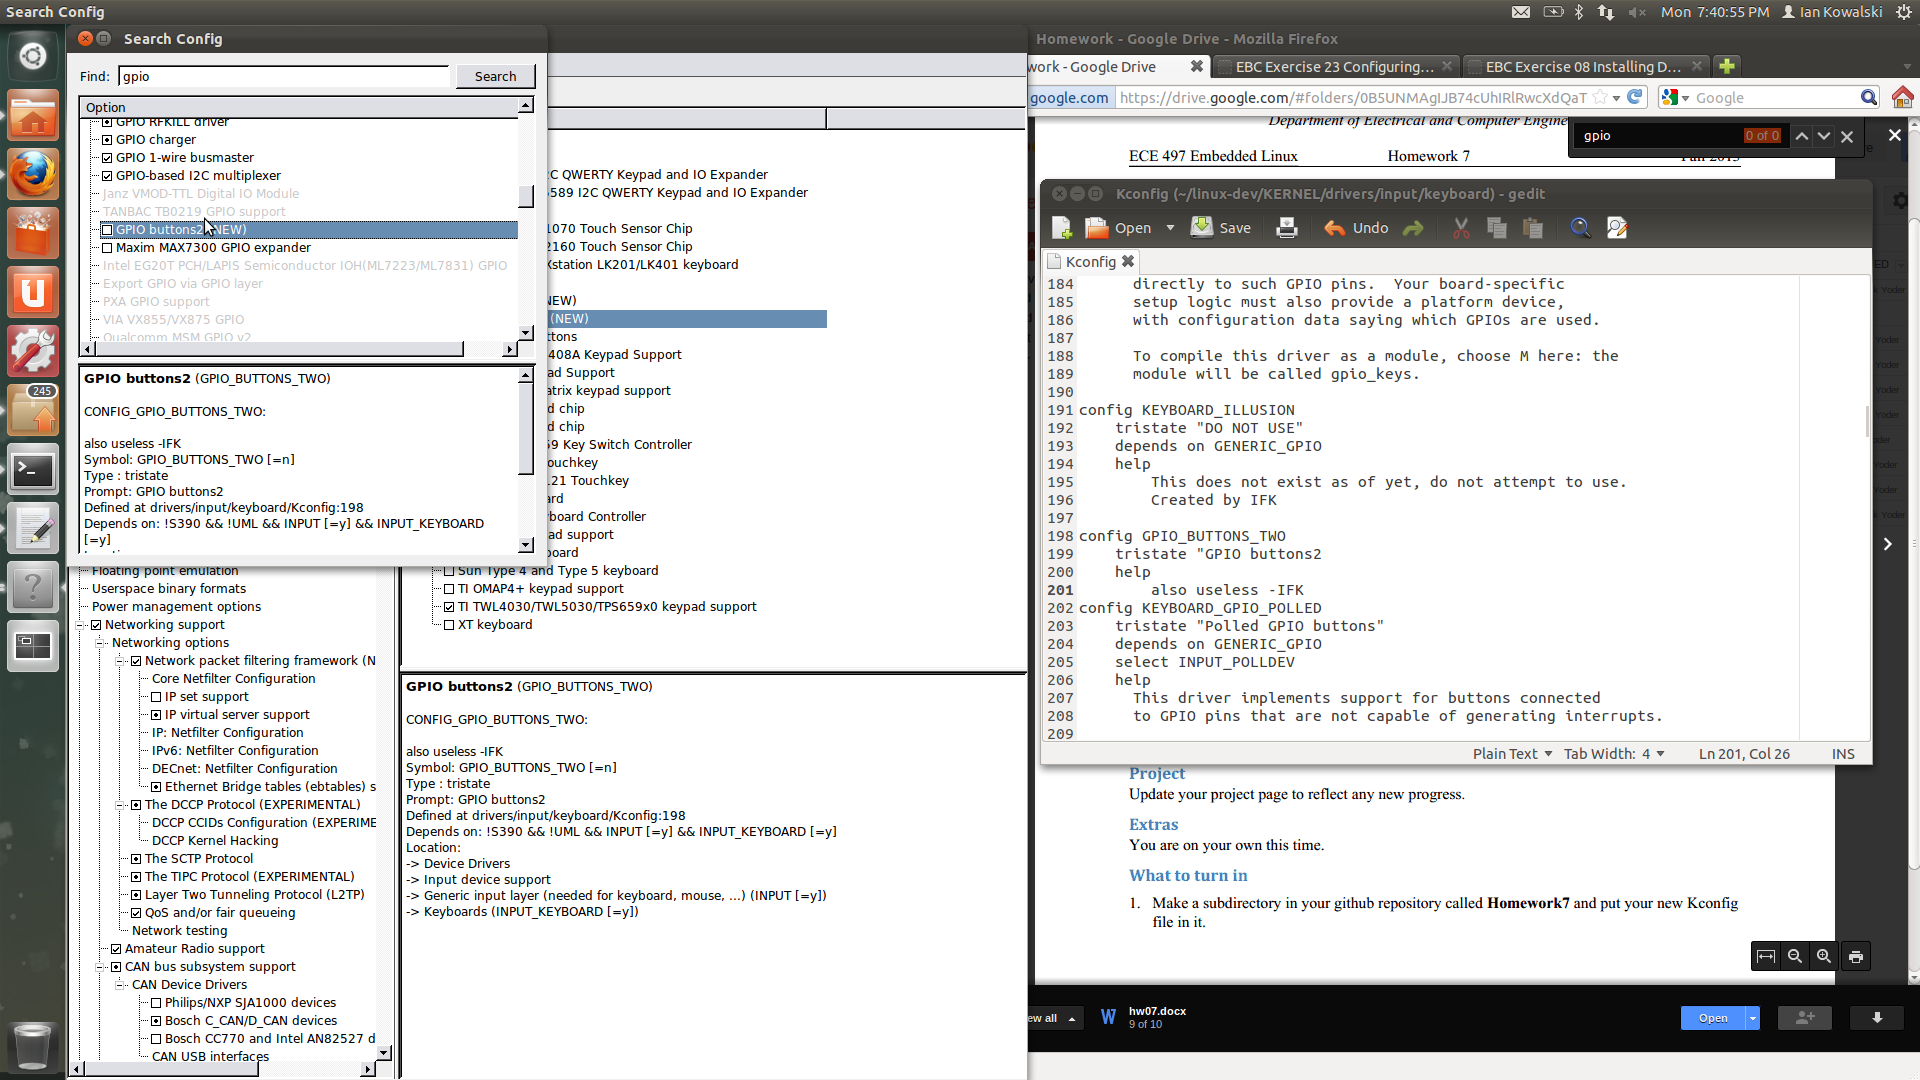 Search Config
Mon 7:40:55 PM
Ian Kowalski
Search Config
Find:
gpio
Search
Option
GPIO RFKILL driver
GPIO charger
GPIO 1-wire busmaster
GPIO-based I2C multiplexer
Janz VMOD-TTL Digital IO Module
TANBAC TB0219 GPIO support
GPIO buttons2 (NEW)
Maxim MAX7300 GPIO expander
Intel EG20T PCH/LAPIS Semiconductor IOH(ML7223/ML7831) GPIO
Export GPIO via GPIO layer
PXA GPIO support
VIA VX855/VX875 GPIO
Qualcomm MSM GPIO v2
GPIO buttons2 (GPIO_BUTTONS_TWO)
CONFIG_GPIO_BUTTONS_TWO:
also useless -IFK
Symbol: GPIO_BUTTONS_TWO [=n]
Type : tristate
Prompt: GPIO buttons2
Defined at drivers/input/keyboard/Kconfig:198
Depends on: !S390 && !UML && INPUT [=y] && INPUT_KEYBOARD
[=y]
245
Floating point emulation
Userspace binary formats
Power management options
Networking support
Networking options
Network packet filtering framework (N
Core Netfilter Configuration
IP set support
IP virtual server support
IP: Netfilter Configuration
IPv6: Netfilter Configuration
DECnet: Netfilter Configuration
Ethernet Bridge tables (ebtables) s
The DCCP Protocol (EXPERIMENTAL)
DCCP CCIDs Configuration (EXPERIME
DCCP Kernel Hacking
The SCTP Protocol
The TIPC Protocol (EXPERIMENTAL)
Layer Two Tunneling Protocol (L2TP)
QoS and/or fair queueing
Network testing
Amateur Radio support
CAN bus subsystem support
CAN Device Drivers
Philips/NXP SJA1000 devices
Bosch C_CAN/D_CAN devices
Bosch CC770 and Intel AN82527 d
CAN USB interfaces
C QWERTY Keypad and IO Expander
589 I2C QWERTY Keypad and IO Expander
1070 Touch Sensor Chip
2160 Touch Sensor Chip
Xstation LK201/LK401 keyboard
NEW)
(NEW)
ttons
408A Keypad Support
ad Support
atrix keypad support
d chip
d chip
59 Key Switch Controller
ouchkey
L21 Touchkey
ard
board Controller
ad support
board
Sun Type 4 and Type 5 keyboard
TI OMAP4+ keypad support
TI TWL4030/TWL5030/TPS659x0 keypad support
XT keyboard
GPIO buttons2 (GPIO_BUTTONS_TWO)
CONFIG_GPIO_BUTTONS_TWO:
also useless -IFK
Symbol: GPIO_BUTTONS_TWO [=n]
Type : tristate
Prompt: GPIO buttons2
Defined at drivers/input/keyboard/Kconfig:198
Depends on: !S390 && !UML && INPUT [=y] && INPUT_KEYBOARD [=y]
Location:
-> Device Drivers
-> Input device support
-> Generic input layer (needed for keyboard, mouse, ...) (INPUT [=y])
-> Keyboards (INPUT_KEYBOARD [=y])
Homework - Google Drive - Mozilla Firefox
work - Google Drive
EBC Exercise 23 Configuring...
EBC Exercise 08 Installing D...
google.com
https://drive.google.com/#folders/0B5UNMAgIJB74cUhIRlRwcXdQaT
Google
Department of Electrical and Computer Engine
gpio
0 of 0
ECE 497 Embedded Linux
Homework 7
Kconfig (~/linux-dev/KERNEL/drivers/input/keyboard) - gedit
Open
Save
Undo
Kconfig
184 directly to such GPIO pins. Your board-specific
185 setup logic must also provide a platform device,
186 with configuration data saying which GPIOs are used.
187
188 To compile this driver as a module, choose M here: the
189 module will be called gpio_keys.
190
191 config KEYBOARD_ILLUSION
192 tristate "DO NOT USE"
193 depends on GENERIC_GPIO
194 help
195 This does not exist as of yet, do not attempt to use.
196 Created by IFK
197
198 config GPIO_BUTTONS_TWO
199 tristate "GPIO buttons2
200 help
201 also useless -IFK
202 config KEYBOARD_GPIO_POLLED
203 tristate "Polled GPIO buttons"
204 depends on GENERIC_GPIO
205 select INPUT_POLLDEV
206 help
207 This driver implements support for buttons connected
208 to GPIO pins that are not capable of generating interrupts.
209
Plain Text
Tab Width: 4
Ln 201, Col 26
INS
ED
Yoder
Yoder
Yoder
Yoder
Yoder
Yoder
Yoder
Yoder
Project
Update your project page to reflect any new progress.
Extras
You are on your own this time.
What to turn in
1. Make a subdirectory in your github repository called Homework7 and put your new Kconfig
file in it.
ew all
W
hw07.docx
9 of 10
Open